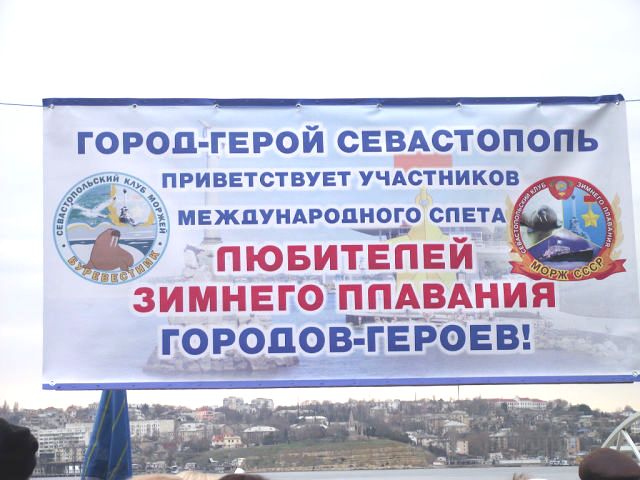 ГОРОД-ГЕРОЙ СЕВАСТОПОЛЬ
ПРИВЕТСТВУЕТ УЧАСТНИКОВ
МЕЖДУНАРОДНОГО СЛЕТА
ЛЮБИТЕЛЕЙ
ЗИМНЕГО ПЛАВАНИЯ
ГОРОДОВ-ГЕРОЕВ!
СЕВАСТОПОЛЬСКИЙ КЛУБ МОРЖЕЙ
БУРЕВЕСТНИК
СЕВАСТОПОЛЬСКИЙ КЛУБ ЗИМНЕГО ПЛАВАНИЯ
МОРЖ СССР